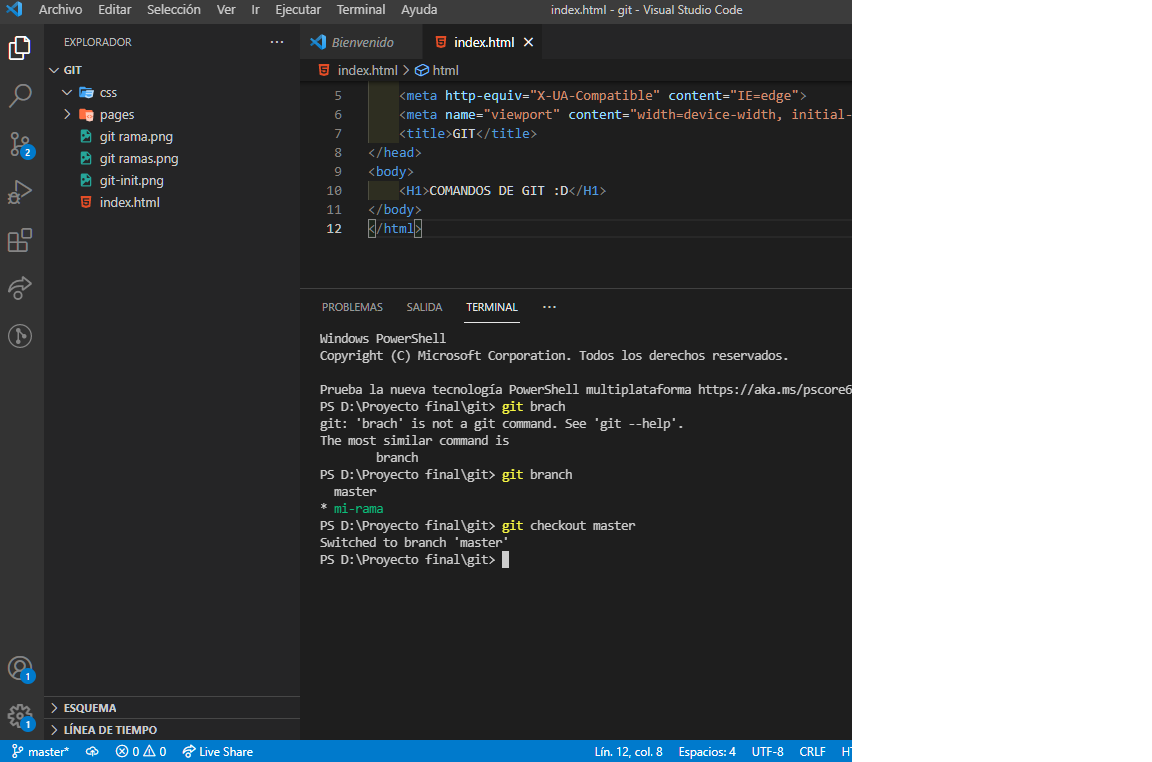 Archivo Editar Selección Ver Ir Ejecutar Terminal Ayuda index.html - git - Visual Studio Code
EXPLORADOR
GIT
css
pages
git rama.png
git ramas.png
git-init.png
index.html
2
1
1
ESQUEMA
LÍNEA DE TIEMPO
Bienvenido index.html
index.html > html
5 <meta http-equiv="X-UA-Compatible" content="IE=edge">
6 <meta name="viewport" content="width=device-width, initial-
7 <title>GIT</title>
8 </head>
9 <body>
10 <H1>COMANDOS DE GIT :D</H1>
11 </body>
12 </html>
PROBLEMAS SALIDA TERMINAL ...
Windows PowerShell
Copyright (C) Microsoft Corporation. Todos los derechos reservados.
Prueba la nueva tecnología PowerShell multiplataforma https://aka.ms/pscore6
PS D:\Proyecto final\git> git brach
git: 'brach' is not a git command. See 'git --help'.
The most similar command is
branch
PS D:\Proyecto final\git> git branch
master
* mi-rama
PS D:\Proyecto final\git> git checkout master
Switched to branch 'master'
PS D:\Proyecto final\git>
master* 0 0 Live Share Lín. 12, col. 8 Espacios: 4 UTF-8 CRLF